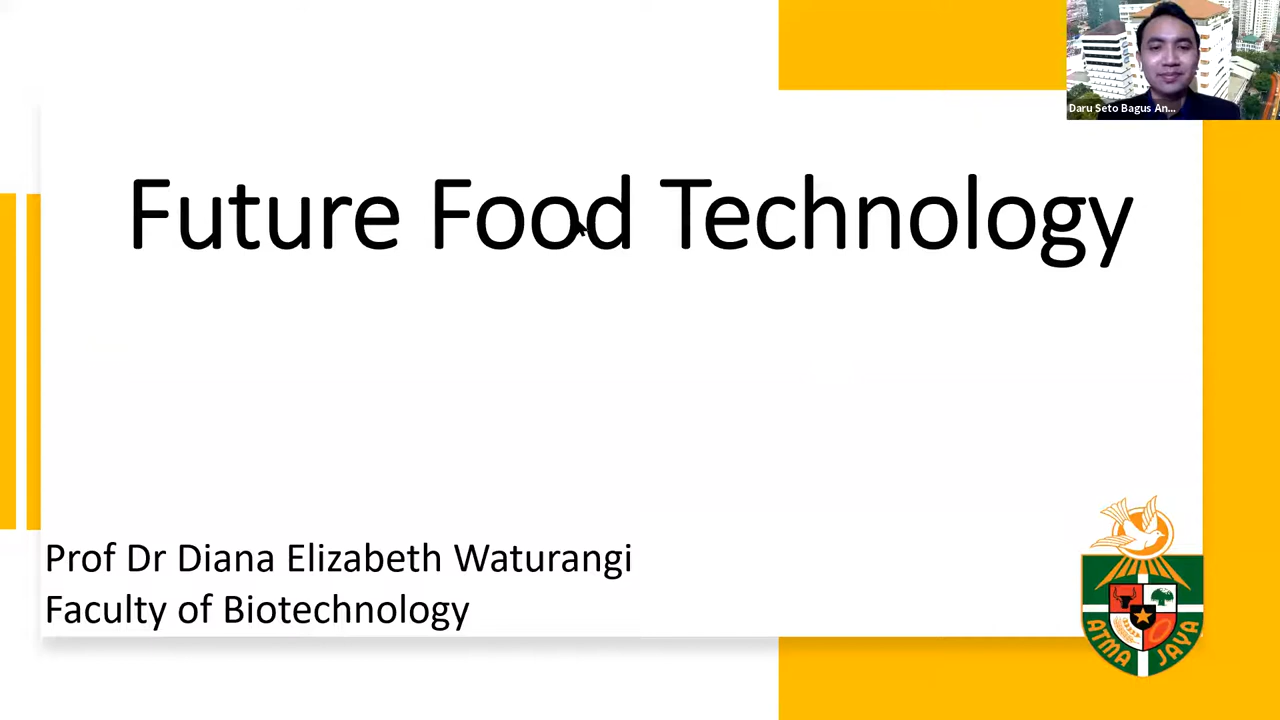 Daru Seto Bagus An...
Future Food Technology
Prof Dr Diana Elizabeth Waturangi
Faculty of Biotechnology
ATMA JAYA